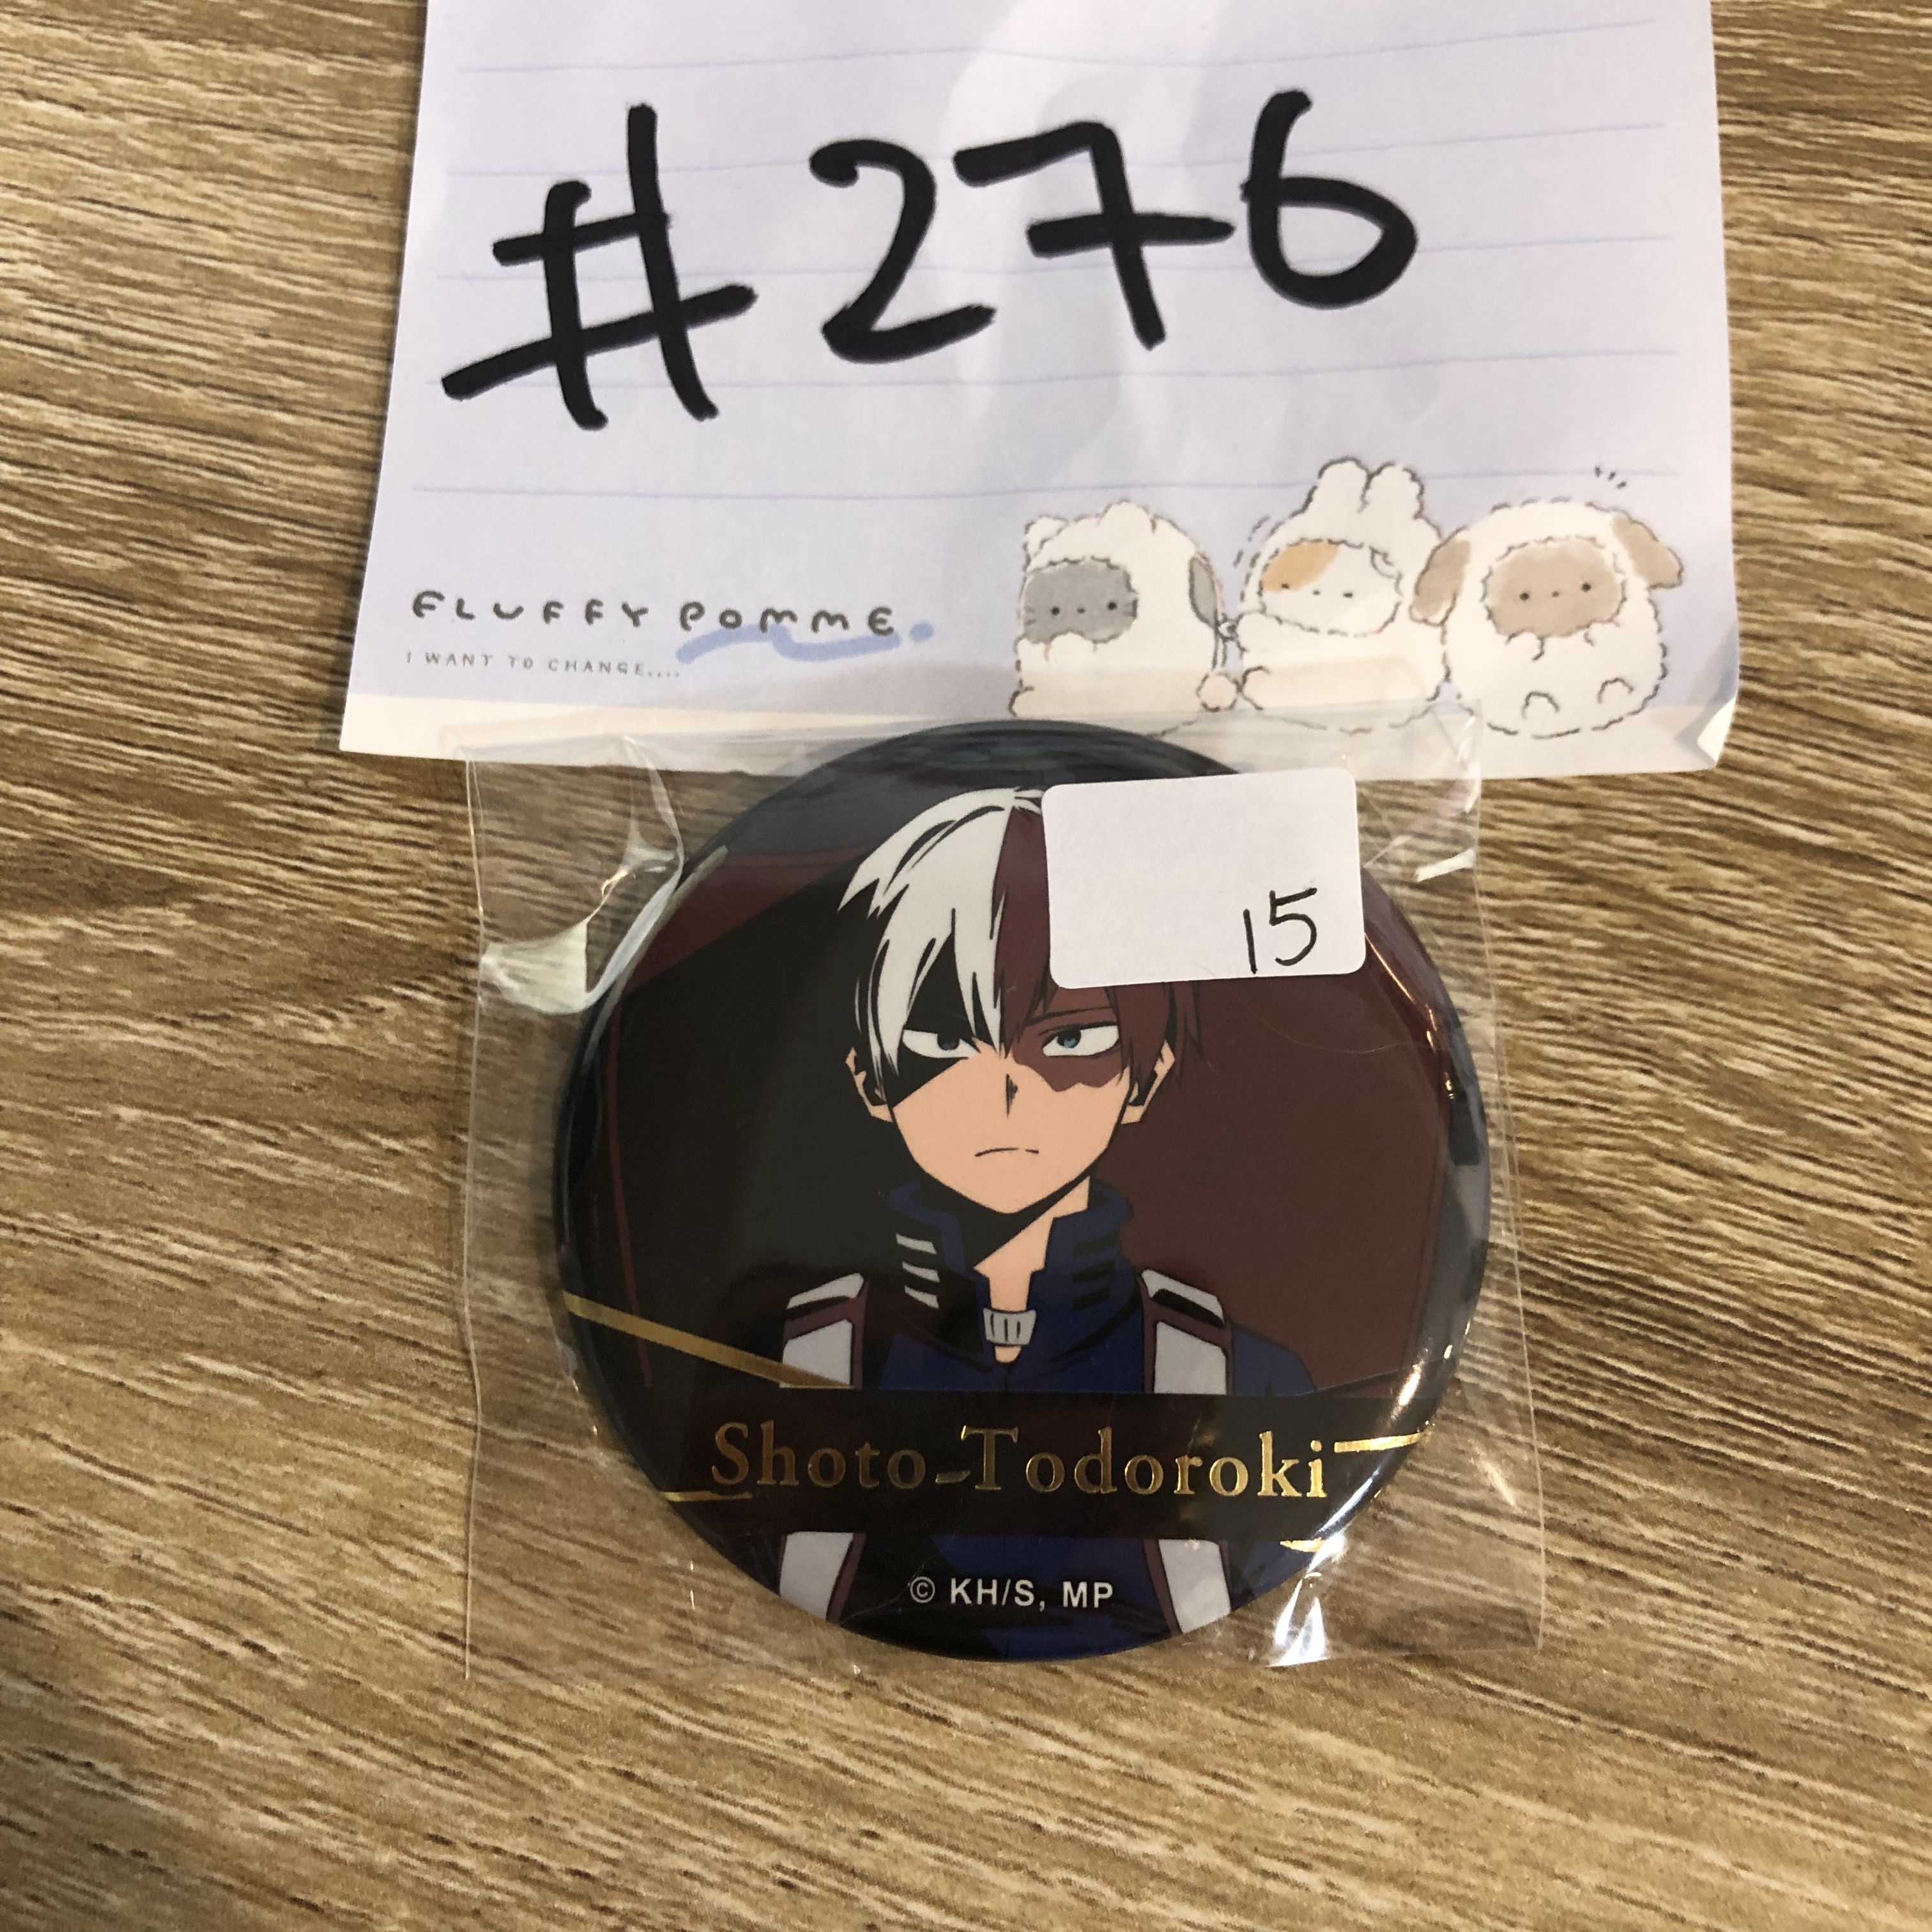 #276
FLUFFY POMME.
I WANT TO CHANGE....
15
Shoto Todoroki
© KH/S, MP